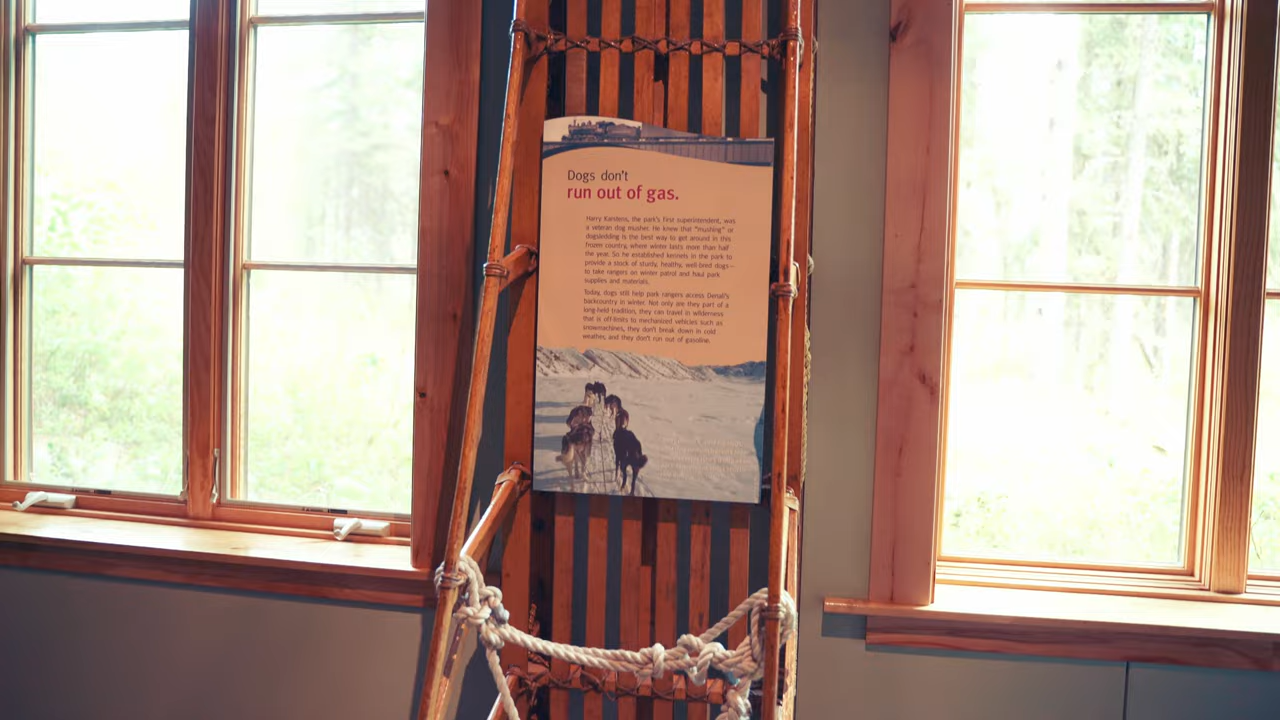 Dogs don't
run out of gas.
Harry Karstens, the park's first superintendent, was
a veteran dog musher. He knew that "mushing" or
dogsledding is the best way to get around in this
frozen country, where winter lasts more than half
the year. So he established kennels in the park to
provide a stock of sturdy, healthy, well-bred dogs—
to take rangers on winter patrol and haul park
supplies and materials.
Today, dogs still help park rangers access Denali's
backcountry in winter. Not only are they part of a
long-held tradition, they can travel in wilderness
that is off-limits to mechanized vehicles such as
snowmachines, they don't break down in cold
weather, and they don't run out of gasoline.